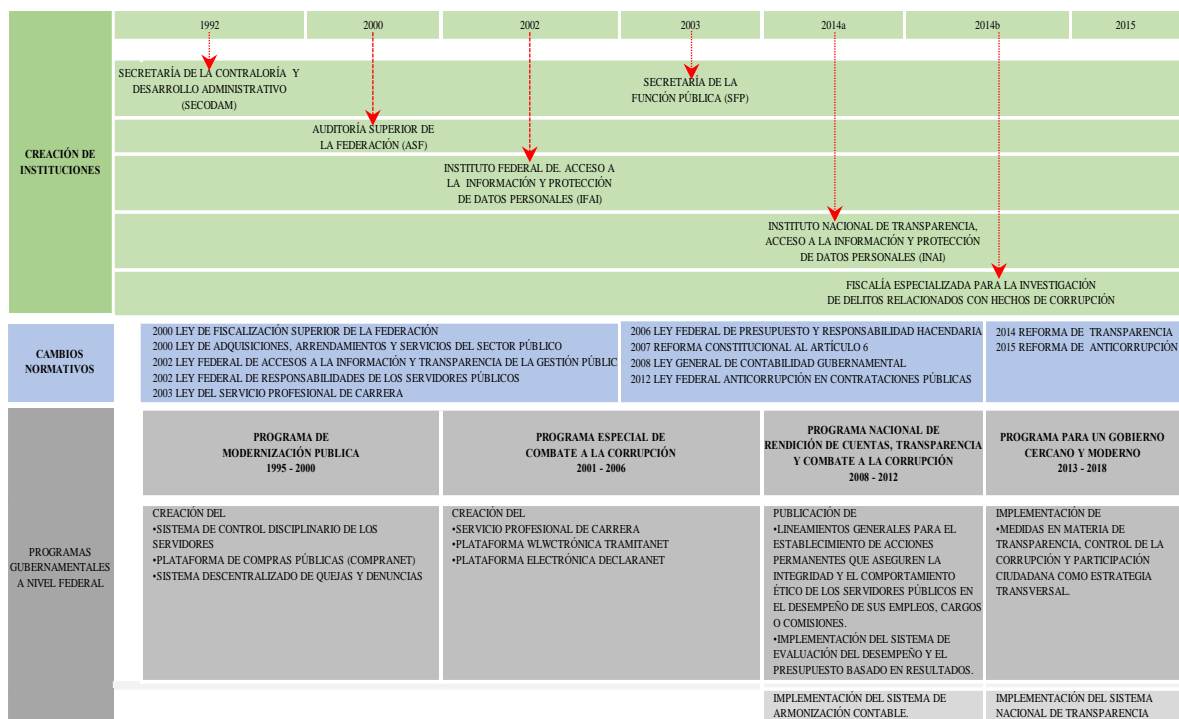 1992
2000
2002
2003
2014a
2014b
2015
CREACIÓN DE
INSTITUCIONES
SECRETARÍA DE LA CONTRALORÍA Y
DESARROLLO ADMINISTRATIVO
(SECODAM)
SECRETARÍA DE LA
FUNCIÓN PÚBLICA (SFP)
AUDITORÍA SUPERIOR DE
LA FEDERACIÓN (ASF)
INSTITUTO FEDERAL DE. ACCESO A
LA INFORMACIÓN Y PROTECCIÓN
DE DATOS PERSONALES (IFAI)
INSTITUTO NACIONAL DE TRANSPARENCIA,
ACCESO A LA INFORMACIÓN Y PROTECCIÓN
DE DATOS PERSONALES (INAI)
FISCALÍA ESPECIALIZADA PARA LA INVESTIGACIÓN
DE DELITOS RELACIONADOS CON HECHOS DE CORRUPCIÓN
CAMBIOS
NORMATIVOS
2000 LEY DE FISCALIZACIÓN SUPERIOR DE LA FEDERACIÓN
2000 LEY DE ADQUISICIONES, ARRENDAMIENTOS Y SERVICIOS DEL SECTOR PÚBLICO
2002 LEY FEDERAL DE ACCESOS A LA INFORMACIÓN Y TRANSPARENCIA DE LA GESTIÓN PÚBLIC
2002 LEY FEDERAL DE RESPONSABILIDADES DE LOS SERVIDORES PÚBLICOS
2003 LEY DEL SERVICIO PROFESIONAL DE CARRERA
2006 LEY FEDERAL DE PRESUPUESTO Y RESPONSABILIDAD HACENDARIA
2007 REFORMA CONSTITUCIONAL AL ARTÍCULO 6
2008 LEY GENERAL DE CONTABILIDAD GUBERNAMENTAL
2012 LEY FEDERAL ANTICORRUPCIÓN EN CONTRATACIONES PÚBLICAS
2014 REFORMA DE TRANSPARENCIA
2015 REFORMA DE ANTICORRUPCIÓN
PROGRAMAS
GUBERNAMENTALES
A NIVEL FEDERAL
PROGRAMA DE
MODERNIZACIÓN PUBLICA
1995 - 2000
PROGRAMA ESPECIAL DE
COMBATE A LA CORRUPCIÓN
2001 - 2006
PROGRAMA NACIONAL DE
RENDICIÓN DE CUENTAS, TRANSPARENCIA
Y COMBATE A LA CORRUPCIÓN
2008 - 2012
PROGRAMA PARA UN GOBIERNO
CERCANO Y MODERNO
2013 - 2018
CREACIÓN DEL
•SISTEMA DE CONTROL DISCIPLINARIO DE LOS
SERVIDORES
•PLATAFORMA DE COMPRAS PÚBLICAS (COMPRANET)
•SISTEMA DESCENTRALIZADO DE QUEJAS Y DENUNCIAS
CREACIÓN DEL
•SERVICIO PROFESIONAL DE CARRERA
•PLATAFORMA WLWCTRÓNICA TRAMITANET
•PLATAFORMA ELECTRÓNICA DECLARANET
PUBLICACIÓN DE
•LINEAMIENTOS GENERALES PARA EL
ESTABLECIMIENTO DE ACCIONES
PERMANENTES QUE ASEGUREN LA
INTEGRIDAD Y EL COMPORTAMIENTO
ÉTICO DE LOS SERVIDORES PÚBLICOS EN
EL DESEMPEÑO DE SUS EMPLEOS, CARGOS
O COMISIONES.
•IMPLEMENTACIÓN DEL SISTEMA DE
EVALUACIÓN DEL DESEMPEÑO Y EL
PRESUPUESTO BASADO EN RESULTADOS.
IMPLEMENTACIÓN DE
•MEDIDAS EN MATERIA DE
TRANSPARENCIA, CONTROL DE LA
CORRUPCIÓN Y PARTICIPACIÓN
CIUDADANA COMO ESTRATEGIA
TRANSVERSAL.
IMPLEMENTACIÓN DEL SISTEMA DE
ARMONIZACIÓN CONTABLE.
IMPLEMENTACIÓN DEL SISTEMA
NACIONAL DE TRANSPARENCIA